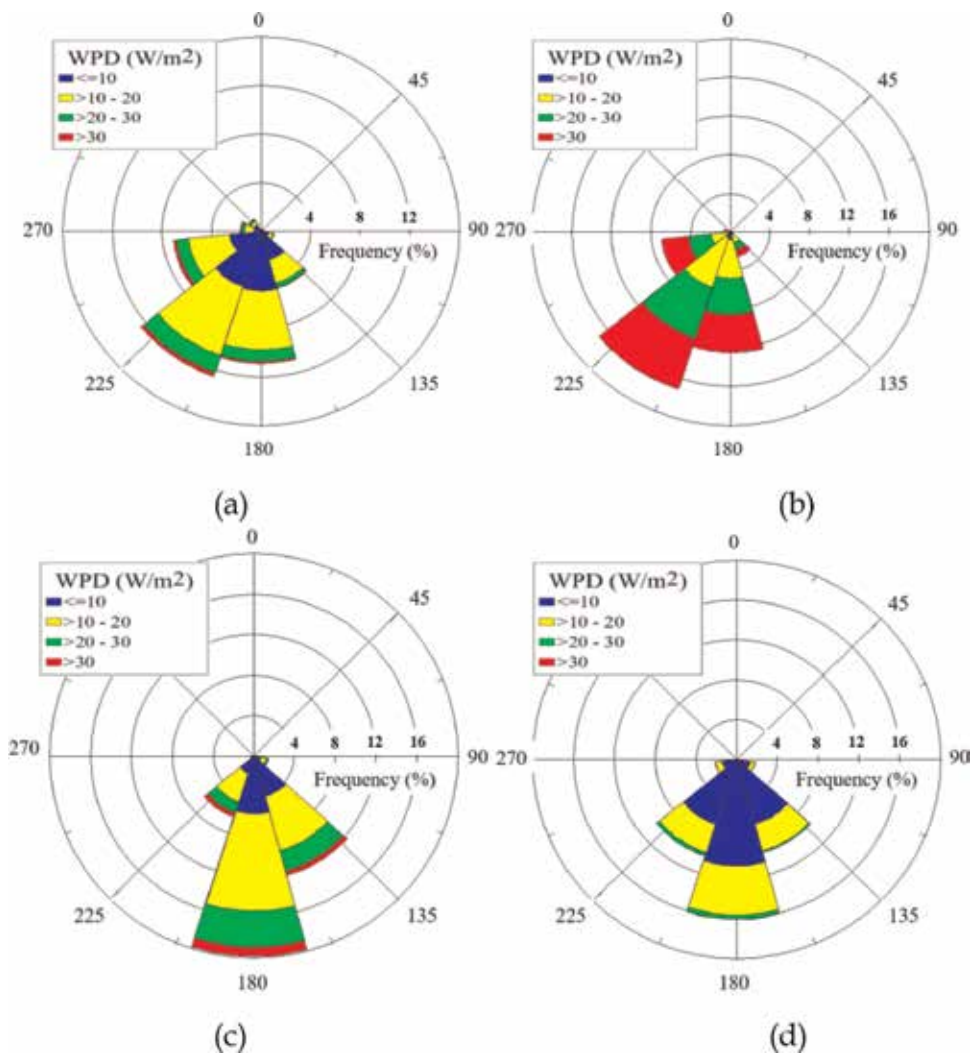 0
WPD (W/m2)
<=10
>10 - 20
>20 - 30
>30
45
4 8 12
270 90
Frequency (%)
225 135
180
(a)
0
WPD (W/m2)
<=10
>10 - 20
>20 - 30
>30
45
4 8 12 16
270 90
Frequency (%)
225 135
180
(b)
0
WPD (W/m2)
<=10
>10 - 20
>20 - 30
>30
45
4 8 12 16
270 90
Frequency (%)
225 135
180
(c)
0
WPD (W/m2)
<=10
>10 - 20
>20 - 30
>30
45
4 8 12 16
270 90
Frequency (%)
225 135
180
(d)